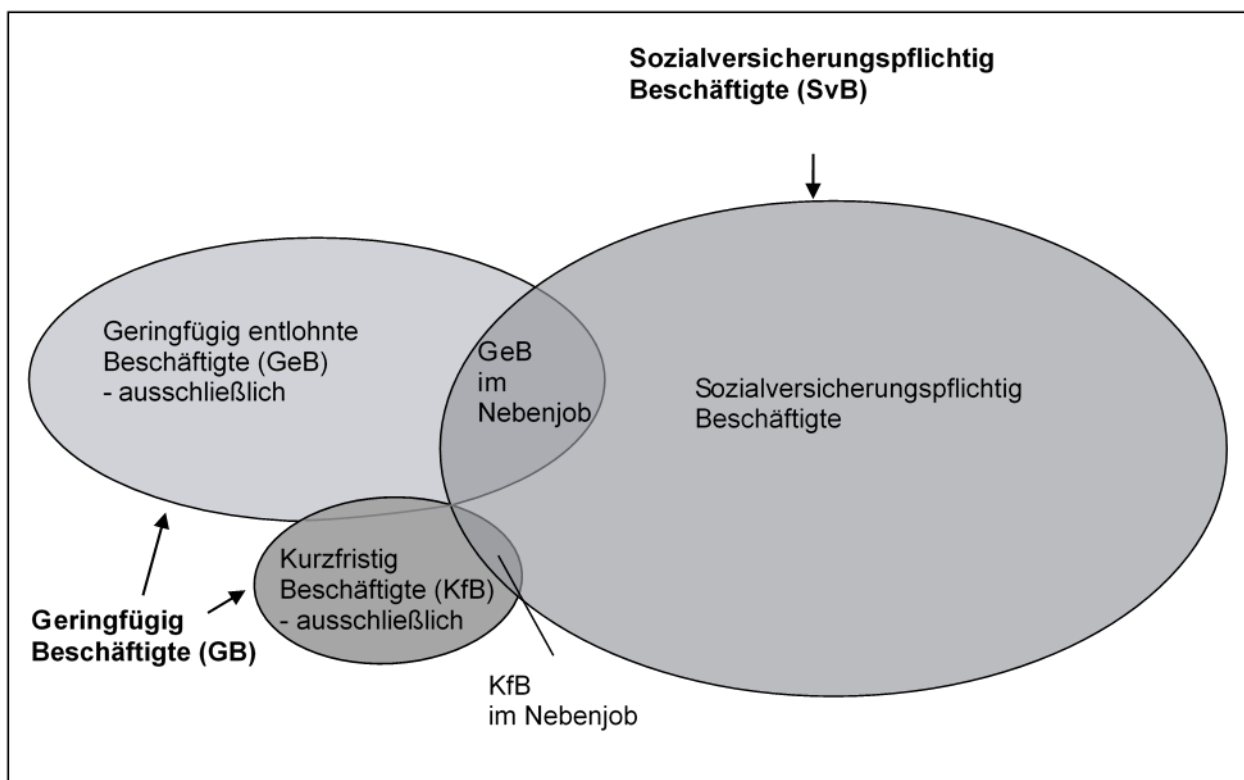 Sozialversicherungspflichtig
Beschäftigte (SvB)
Geringfügig entlohnte
Beschäftigte (GeB)
- ausschließlich
GeB
im
Nebenjob
Sozialversicherungspflichtig
Beschäftigte
Kurzfristig
Beschäftigte (KfB)
- ausschließlich
Geringfügig
Beschäftigte (GB)
KfB
im Nebenjob